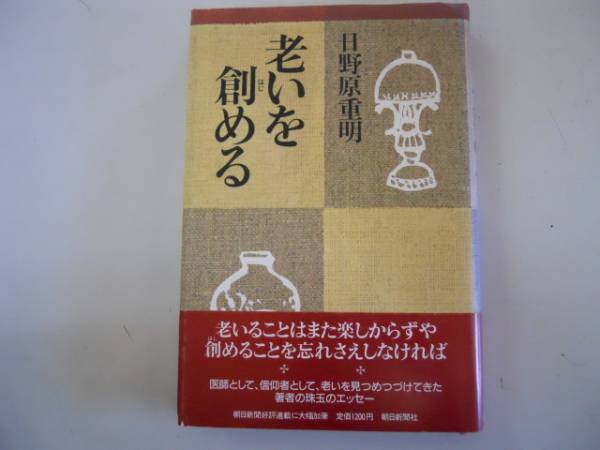 老いを
創める
はじ
日野原重明
老いることはまた楽しからずや
創めることを忘れさえしなければ
はじ
医師として、信仰者として、老いを見つめつづけてきた
著者の珠玉のエッセー
朝日新聞好評連載に大幅加筆 定価1200円 朝日新聞社